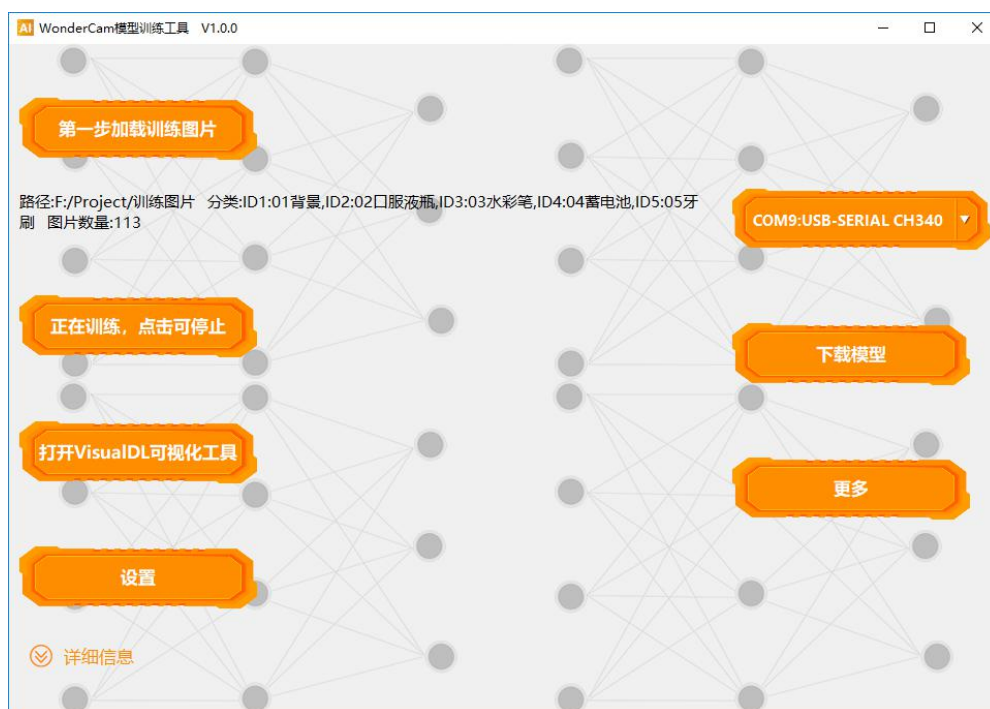 AI WonderCam模型训练工具 V1.0.0
第一步加载训练图片
路径:F:/Project/训练图片 分类:ID1:01背景,ID2:02口服液瓶,ID3:03水彩笔,ID4:04蓄电池,ID5:05牙
刷 图片数量:113
COM9:USB-SERIAL CH340
正在训练，点击可停止
下载模型
打开VisualDL可视化工具
更多
设置
详细信息